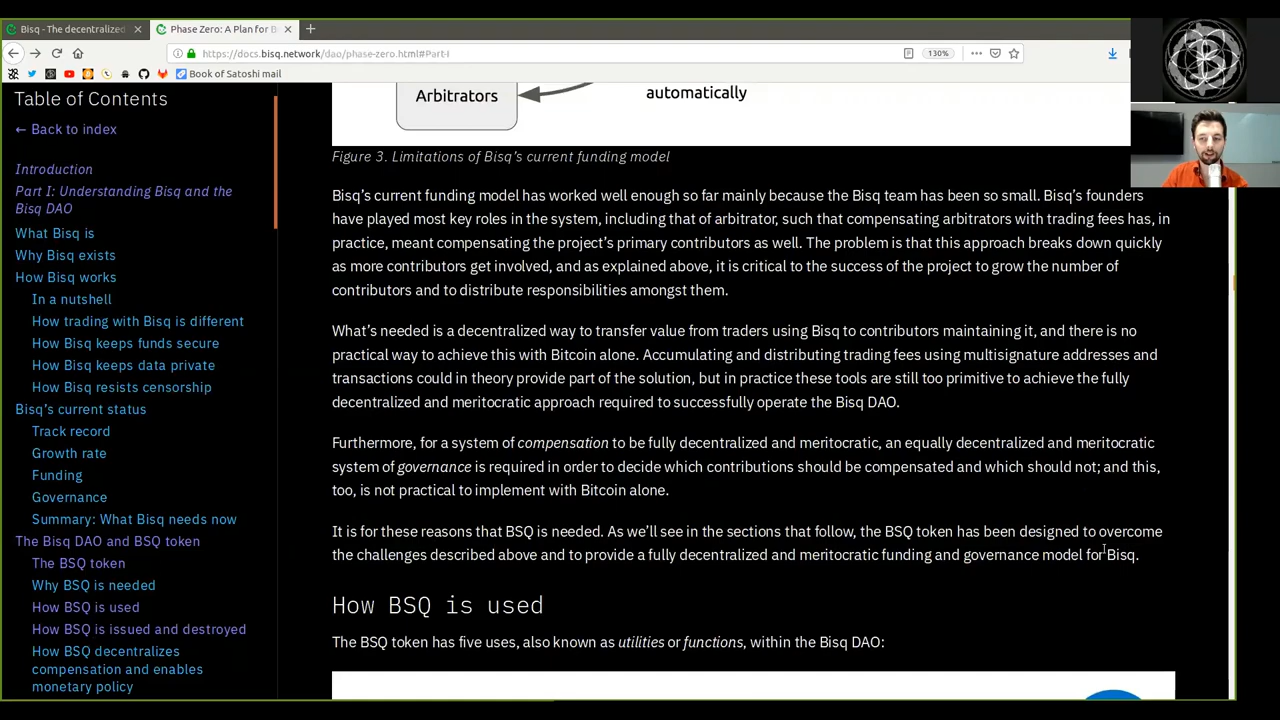 Bisq - The decentralized
Phase Zero: A Plan for B
https://docs.bisq.network/dao/phase-zero.html#Part-I
130%
Book of Satoshi mail
Table of Contents
← Back to index
Introduction
Part I: Understanding Bisq and the
Bisq DAO
What Bisq is
Why Bisq exists
How Bisq works
In a nutshell
How trading with Bisq is different
How Bisq keeps funds secure
How Bisq keeps data private
How Bisq resists censorship
Bisq's current status
Track record
Growth rate
Funding
Governance
Summary: What Bisq needs now
The Bisq DAO and BSQ token
The BSQ token
Why BSQ is needed
How BSQ is used
How BSQ is issued and destroyed
How BSQ decentralizes
compensation and enables
monetary policy
Arbitrators
automatically
Figure 3. Limitations of Bisq's current funding model
Bisq's current funding model has worked well enough so far mainly because the Bisq team has been so small. Bisq's founders
have played most key roles in the system, including that of arbitrator, such that compensating arbitrators with trading fees has, in
practice, meant compensating the project's primary contributors as well. The problem is that this approach breaks down quickly
as more contributors get involved, and as explained above, it is critical to the success of the project to grow the number of
contributors and to distribute responsibilities amongst them.
What's needed is a decentralized way to transfer value from traders using Bisq to contributors maintaining it, and there is no
practical way to achieve this with Bitcoin alone. Accumulating and distributing trading fees using multisignature addresses and
transactions could in theory provide part of the solution, but in practice these tools are still too primitive to achieve the fully
decentralized and meritocratic approach required to successfully operate the Bisq DAO.
Furthermore, for a system of compensation to be fully decentralized and meritocratic, an equally decentralized and meritocratic
system of governance is required in order to decide which contributions should be compensated and which should not; and this,
too, is not practical to implement with Bitcoin alone.
It is for these reasons that BSQ is needed. As we'll see in the sections that follow, the BSQ token has been designed to overcome
the challenges described above and to provide a fully decentralized and meritocratic funding and governance model for Bisq.
How BSQ is used
The BSQ token has five uses, also known as utilities or functions, within the Bisq DAO: